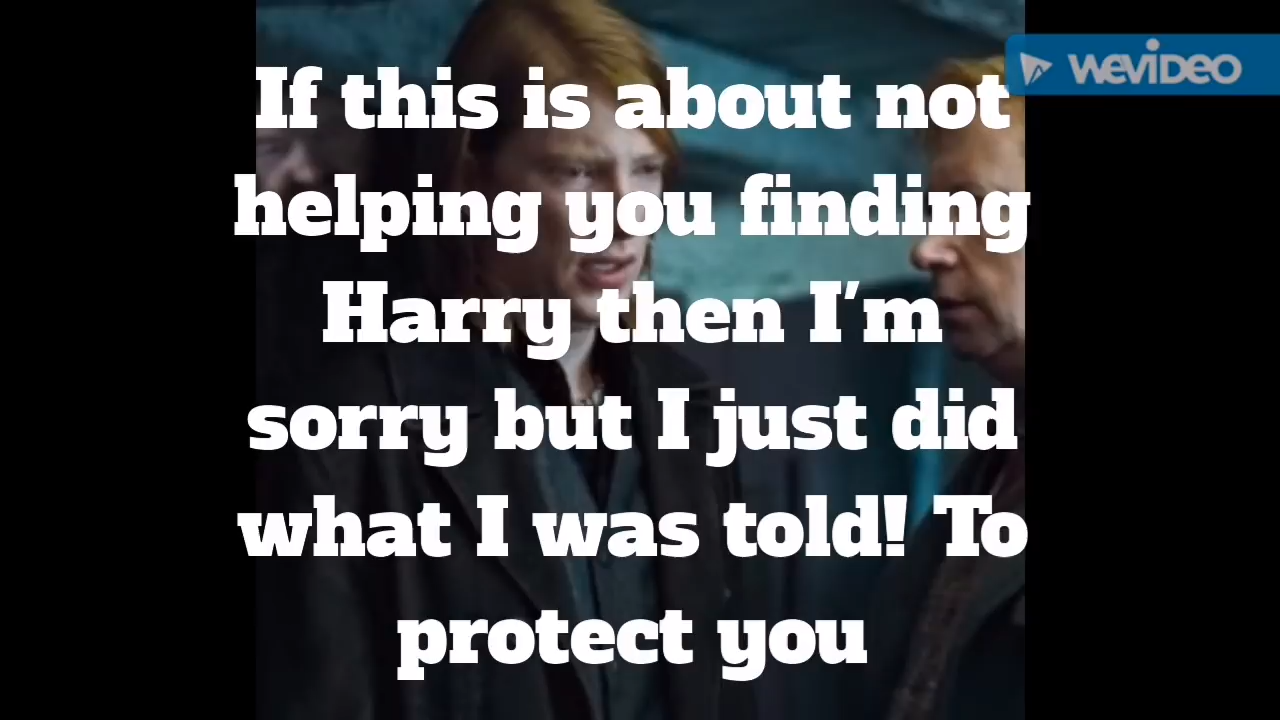 WEVIDEO
If this is about not
helping you finding
Harry then I'm
sorry but I just did
what I was told! To
protect you